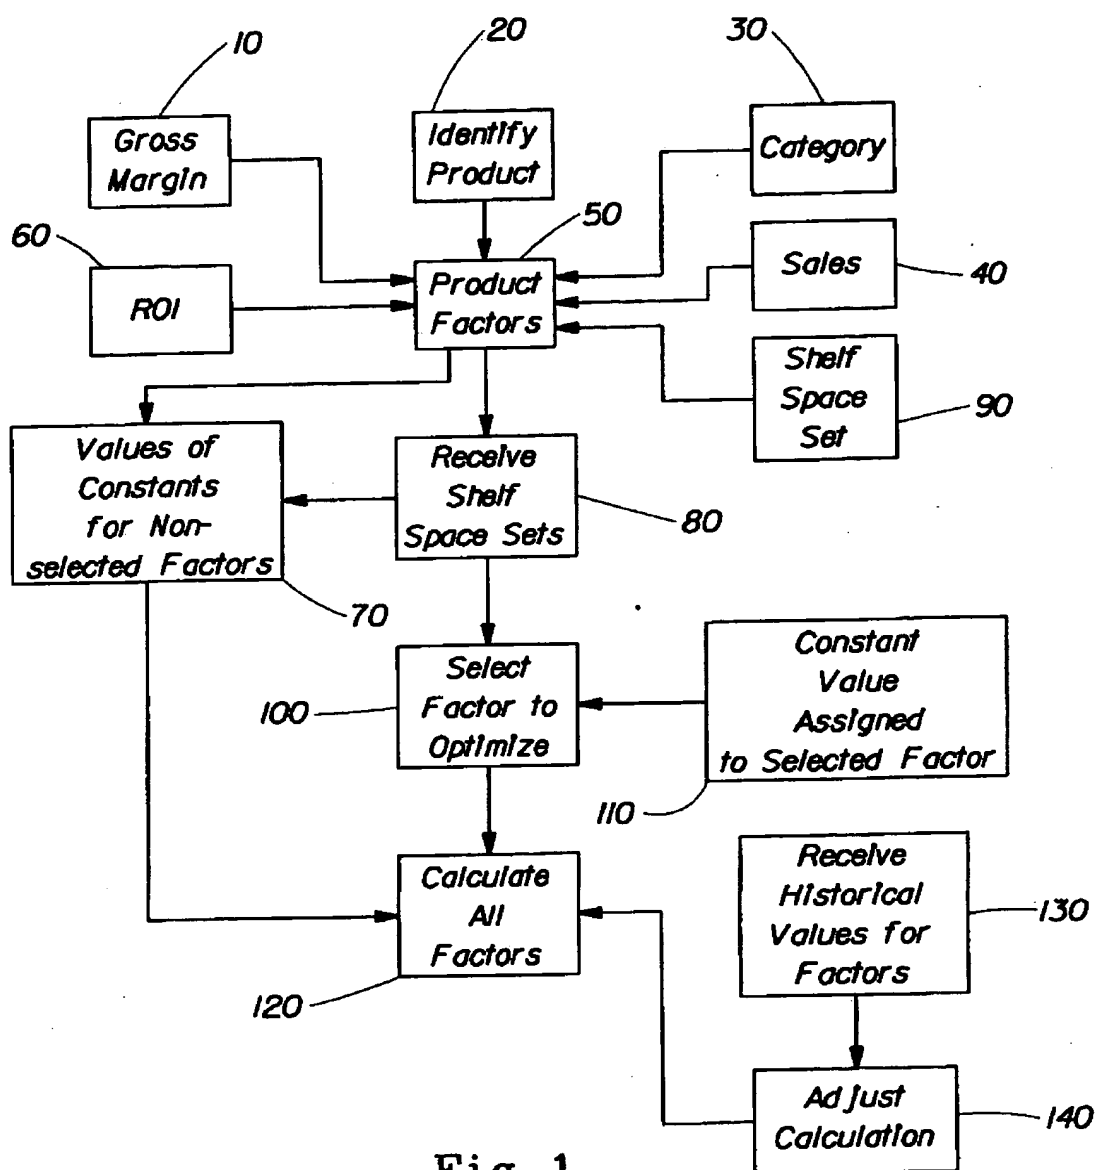 10
20
30
Gross
Margin
Identify
Product
Category
60
50
ROI
Product
Factors
Sales
40
Shelf
Space
Set
90
Values of
Constants
for Non-
selected Factors
70
Receive
Shelf
Space Sets
80
Select
Factor to
Optimize
100
Constant
Value
Assigned
to Selected Factor
110
Calculate
All
Factors
120
Receive
Historical
Values for
Factors
130
Adjust
Calculation
140
Fig. 1